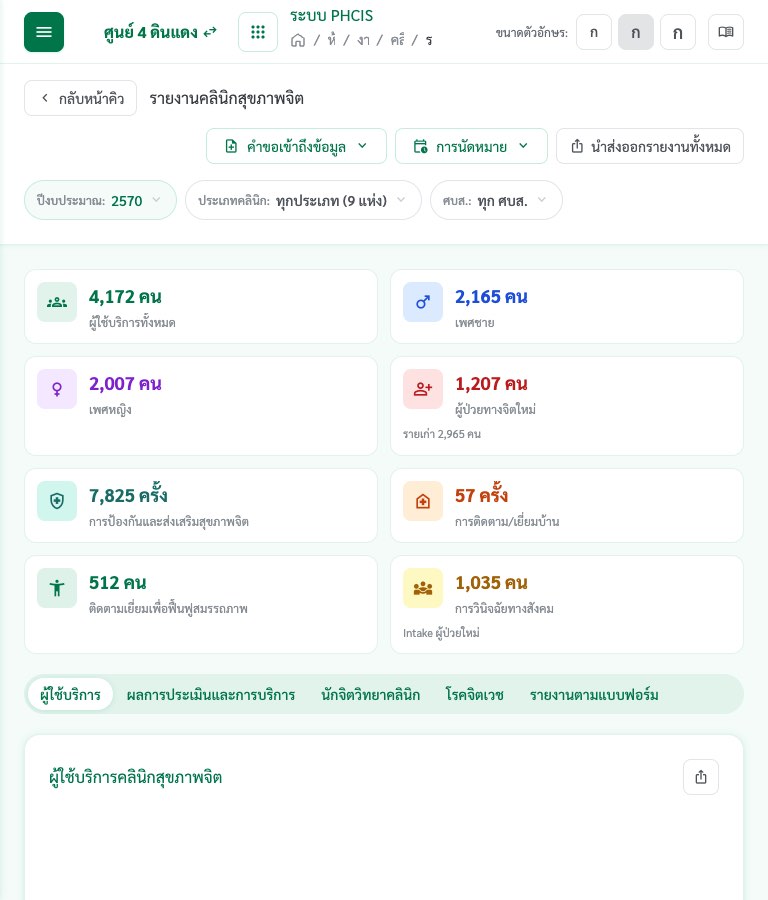 ศูนย์ 4 ดินแดง
ระบบ PHCIS
/ / / / ร
ขนาดตัวอักษร: ก ก ก
กลับหน้าคิว
รายงานคลินิกสุขภาพจิต
คำขอเข้าถึงข้อมูล
การนัดหมาย
นำส่งออกรายงานทั้งหมด
ปีงบประมาณ: 2570
ประเภทคลินิก: ทุกประเภท (9 แห่ง)
ศบส.: ทุก ศบส.
4,172 คน
ผู้ใช้บริการทั้งหมด
2,165 คน
เพศชาย
2,007 คน
เพศหญิง
1,207 คน
ผู้ป่วยทางจิตใหม่
รายเก่า 2,965 คน
7,825 ครั้ง
การป้องกันและส่งเสริมสุขภาพจิต
57 ครั้ง
การติดตาม/เยี่ยมบ้าน
512 คน
ติดตามเยี่ยมเพื่อฟื้นฟูสมรรถภาพ
1,035 คน
การวินิจฉัยทางสังคม
Intake ผู้ป่วยใหม่
ผู้ใช้บริการ
ผลการประเมินและการบริการ
นักจิตวิทยาคลินิก
โรคจิตเวช
รายงานตามแบบฟอร์ม
ผู้ใช้บริการคลินิกสุขภาพจิต